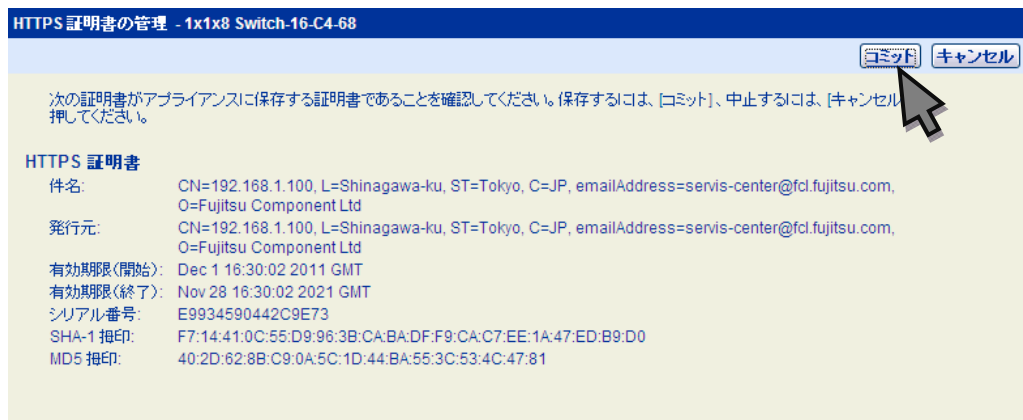 HTTPS 証明書の管理 - 1x1x8 Switch-16-C4-68
コミット キャンセル
次の証明書がアプライアンスに保存する証明書であることを確認してください。保存するには、[コミット]、中止するには、[キャンセル
押してください。
HTTPS 証明書
件名: CN=192.168.1.100, L=Shinagawa-ku, ST=Tokyo, C=JP, emailAddress=servis-center@fcl.fujitsu.com,
O=Fujitsu Component Ltd
発行元: CN=192.168.1.100, L=Shinagawa-ku, ST=Tokyo, C=JP, emailAddress=servis-center@fcl.fujitsu.com,
O=Fujitsu Component Ltd
有効期限(開始): Dec 1 16:30:02 2011 GMT
有効期限(終了): Nov 28 16:30:02 2021 GMT
シリアル番号: E9934590442C9E73
SHA-1 拇印: F7:14:41:0C:55:D9:96:3B:CA:BA:DF:F9:CA:C7:EE:1A:47:ED:B9:D0
MD5 拇印: 40:2D:62:8B:C9:0A:5C:1D:44:BA:55:3C:53:4C:47:81